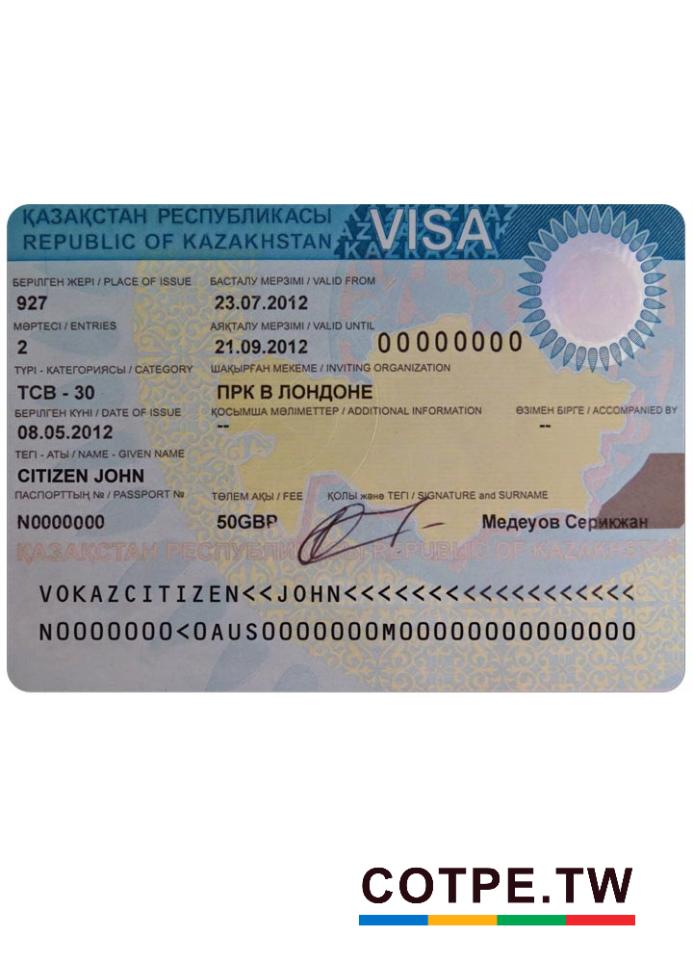 ҚАЗАҚСТАН РЕСПУБЛИКАСЫ
REPUBLIC OF KAZAKHSTAN
VISA
БЕРІЛГЕН ЖЕРІ / PLACE OF ISSUE БАСТАЛУ МЕРЗІМІ / VALID FROM
927 23.07.2012
МӘРТЕСІ / ENTRIES АЯҚТАЛУ МЕРЗІМІ / VALID UNTIL
2 21.09.2012 00000000
ТҮРІ - КАТЕГОРИЯСЫ / CATEGORY ШАҚЫРҒАН МЕКЕМЕ / INVITING ORGANIZATION
ТСВ - 30 ПРК В ЛОНДОНЕ
БЕРІЛГЕН КҮНІ / DATE OF ISSUE ҚОСЫМША МӘЛІМЕТТЕР / ADDITIONAL INFORMATION ӨЗІМЕН БІРГЕ / ACCOMPANIED BY
08.05.2012 -- --
ТЕГІ - АТЫ / NAME - GIVEN NAME
CITIZEN JOHN
ПАСПОРТТЫҢ № / PASSPORT № ТӨЛЕМ АҚЫ / FEE ҚОЛЫ және ТЕГІ / SIGNATURE and SURNAME
N0000000 50GBP Медеуов Серикжан
ҚАЗАҚСТАН РЕСПУБЛИКАСЫ REPUBLIC OF KAZAKHSTAN
VOKAZCITIZEN<<JOHN<<<<<<<<<<<<<<<<<<
N0000000<0AUS0000000M00000000000000
COTPE.TW